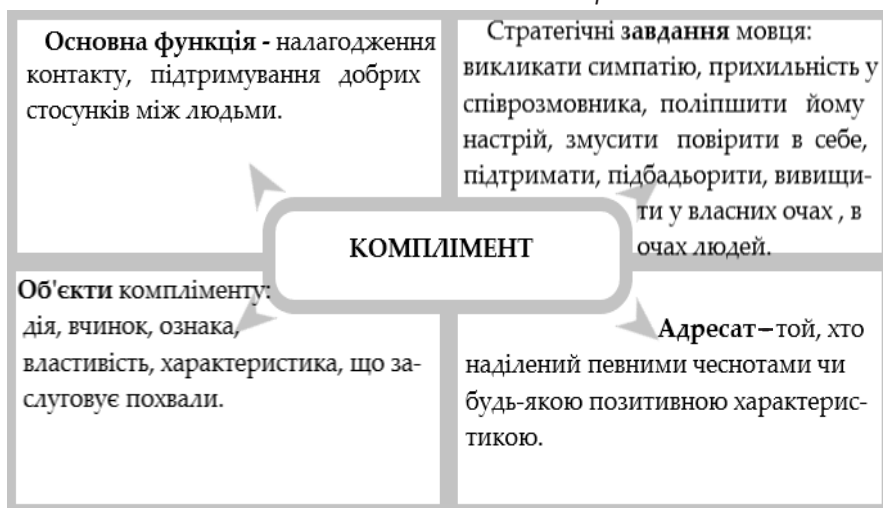 Основна функція - налагодження
контакту, підтримування добрих
стосунків між людьми.
Стратегічні завдання мовця:
викликати симпатію, прихильність у
співрозмовника, поліпшити йому
настрій, змусити повірити в себе,
підтримати, підбадьорити, вивищи-
ти у власних очах , в
очах людей.
КОМПЛІМЕНТ
Об'єкти компліменту:
дія, вчинок, ознака,
властивість, характеристика, що за-
слуговує похвали.
Адресат–той, хто
наділений певними чеснотами чи
будь-якою позитивною характерис-
тикою.